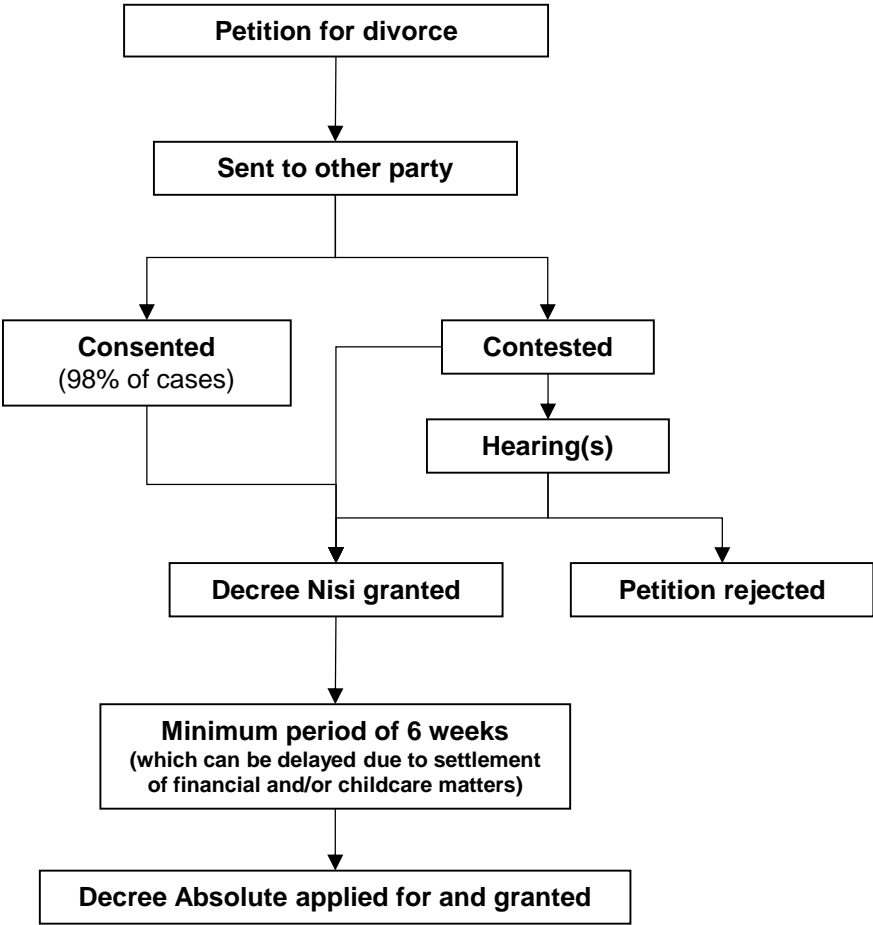 Petition for divorce
Sent to other party
Consented
(98% of cases)
Contested
Hearing(s)
Decree Nisi granted
Petition rejected
Minimum period of 6 weeks
(which can be delayed due to settlement
of financial and/or childcare matters)
Decree Absolute applied for and granted